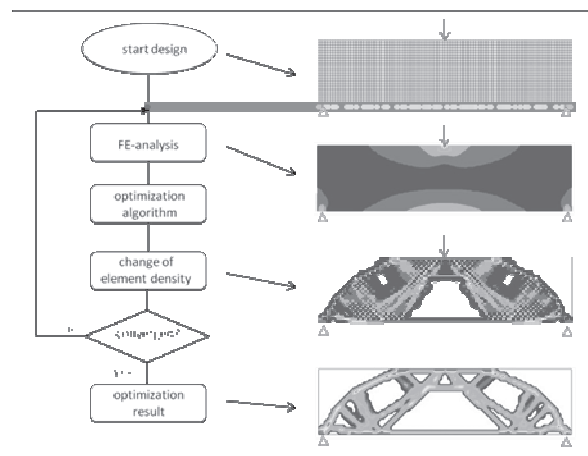 start design
FE-analysis
optimization
algorithm
change of
element density
optimization
result